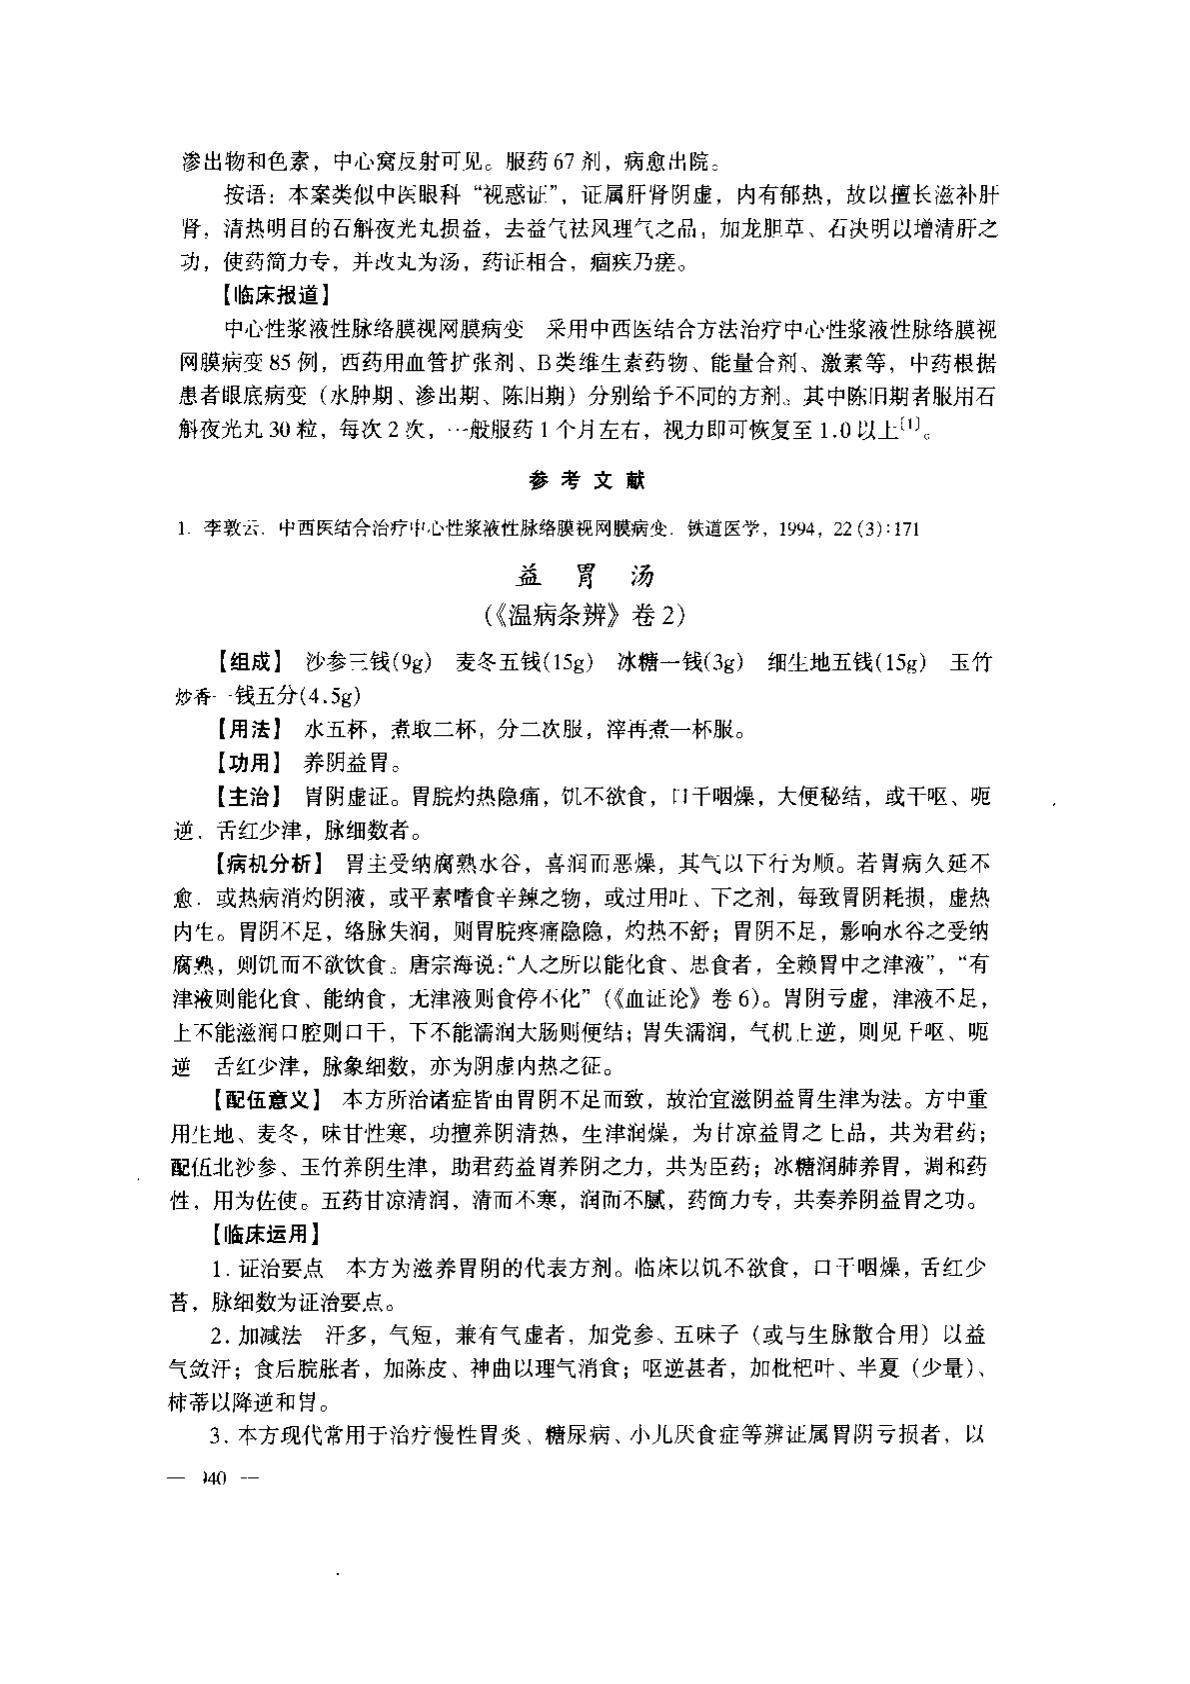 渗出物和色素，中心窝反射可见。服药67剂，病愈出院。
按语：本案类似中医眼科“视惑证”，证属肝肾阴虚，内有郁热，故以擅长滋补肝
肾，清热明目的石斛夜光丸损益，去益气祛风理气之品，加龙胆草、石决明以增清肝之
功，使药简力专，并改丸为汤，药证相合，痼疾乃瘥。
【临床报道】
中心性浆液性脉络膜视网膜病变　采用中西医结合方法治疗中心性浆液性脉络膜视
网膜病变85例，西药用血管扩张剂、B类维生素药物、能量合剂、激素等，中药根据
患者眼底病变（水肿期、渗出期、陈旧期）分别给予不同的方剂。其中陈旧期者服用石
斛夜光丸30粒，每次2次，一般服药1个月左右，视力即可恢复至1.0以上〔1〕。
参考文献
1. 李敦云. 中西医结合治疗中心性浆液性脉络膜视网膜病变. 铁道医学，1994，22(3):171
益胃汤
(《温病条辨》卷2)
【组成】　沙参三钱(9g)　麦冬五钱(15g)　冰糖一钱(3g)　细生地五钱(15g)　玉竹
炒香一钱五分(4.5g)
【用法】　水五杯，煮取二杯，分二次服，滓再煮一杯服。
【功用】　养阴益胃。
【主治】　胃阴虚证。胃脘灼热隐痛，饥不欲食，口干咽燥，大便秘结，或干呕、呃
逆，舌红少津，脉细数者。
【病机分析】　胃主受纳腐熟水谷，喜润而恶燥，其气以下行为顺。若胃病久延不
愈，或热病消灼阴液，或平素嗜食辛辣之物，或过用吐、下之剂，每致胃阴耗损，虚热
内生。胃阴不足，络脉失润，则胃脘疼痛隐隐，灼热不舒；胃阴不足，影响水谷之受纳
腐熟，则饥而不欲饮食。唐宗海说：“人之所以能化食、思食者，全赖胃中之津液”，“有
津液则能化食、能纳食，无津液则食停不化”（《血证论》卷6）。胃阴亏虚，津液不足，
上不能滋润口腔则口干，下不能濡润大肠则便结；胃失濡润，气机上逆，则见干呕、呃
逆　舌红少津，脉象细数，亦为阴虚内热之征。
【配伍意义】　本方所治诸症皆由胃阴不足而致，故治宜滋阴益胃生津为法。方中重
用生地、麦冬，味甘性寒，功擅养阴清热，生津润燥，为甘凉益胃之上品，共为君药；
配伍北沙参、玉竹养阴生津，助君药益胃养阴之力，共为臣药；冰糖润肺养胃，调和药
性，用为佐使。五药甘凉清润，清而不寒，润而不腻，药简力专，共奏养阴益胃之功。
【临床运用】
1. 证治要点　本方为滋养胃阴的代表方剂。临床以饥不欲食，口干咽燥，舌红少
苔，脉细数为证治要点。
2. 加减法　汗多，气短，兼有气虚者，加党参、五味子（或与生脉散合用）以益
气敛汗；食后脘胀者，加陈皮、神曲以理气消食；呕逆甚者，加枇杷叶、半夏（少量）、
柿蒂以降逆和胃。
3. 本方现代常用于治疗慢性胃炎、糖尿病、小儿厌食症等辨证属胃阴亏损者，以
— 940 —